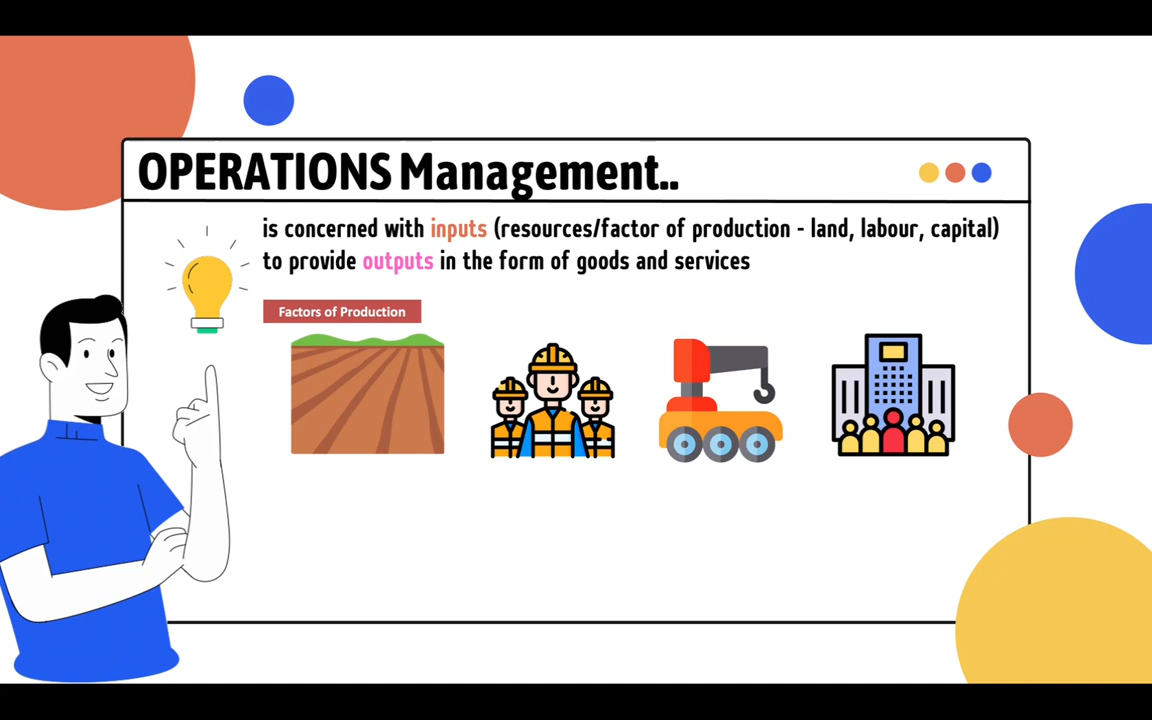 OPERATIONS Management..
is concerned with inputs (resources/factor of production - land, labour, capital)
to provide outputs in the form of goods and services
Factors of Production